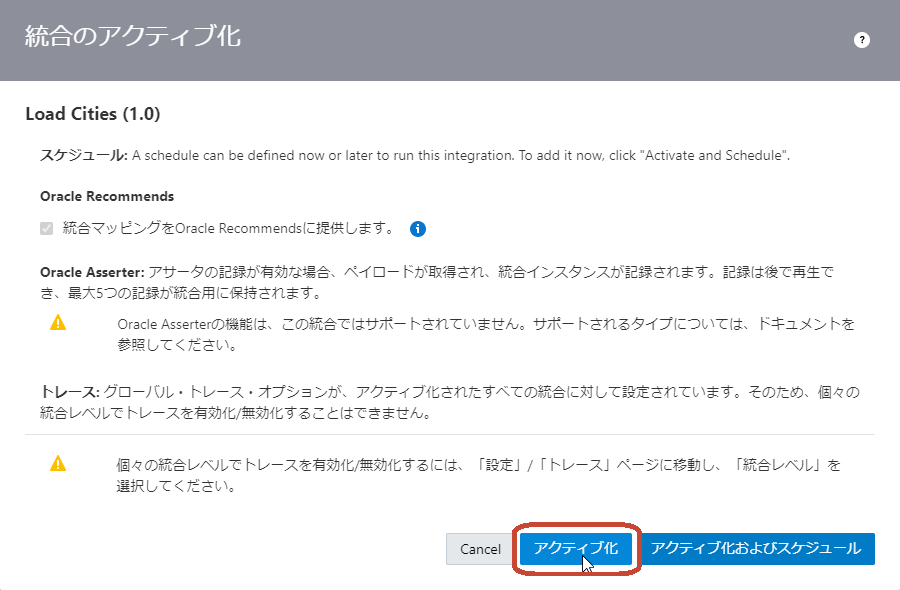 統合のアクティブ化
?
Load Cities (1.0)
スケジュール: A schedule can be defined now or later to run this integration. To add it now, click "Activate and Schedule".
Oracle Recommends
統合マッピングをOracle Recommendsに提供します。 i
Oracle Asserter: アサータの記録が有効な場合、ペイロードが取得され、統合インスタンスが記録されます。記録は後で再生で
き、最大5つの記録が統合用に保持されます。
Oracle Asserterの機能は、この統合ではサポートされていません。サポートされるタイプについては、ドキュメントを
参照してください。
トレース: グローバル・トレース・オプションが、アクティブ化されたすべての統合に対して設定されています。そのため、個々の
統合レベルでトレースを有効化/無効化することはできません。
個々の統合レベルでトレースを有効化/無効化するには、「設定」/「トレース」ページに移動し、「統合レベル」を
選択してください。
Cancel アクティブ化 アクティブ化およびスケジュール